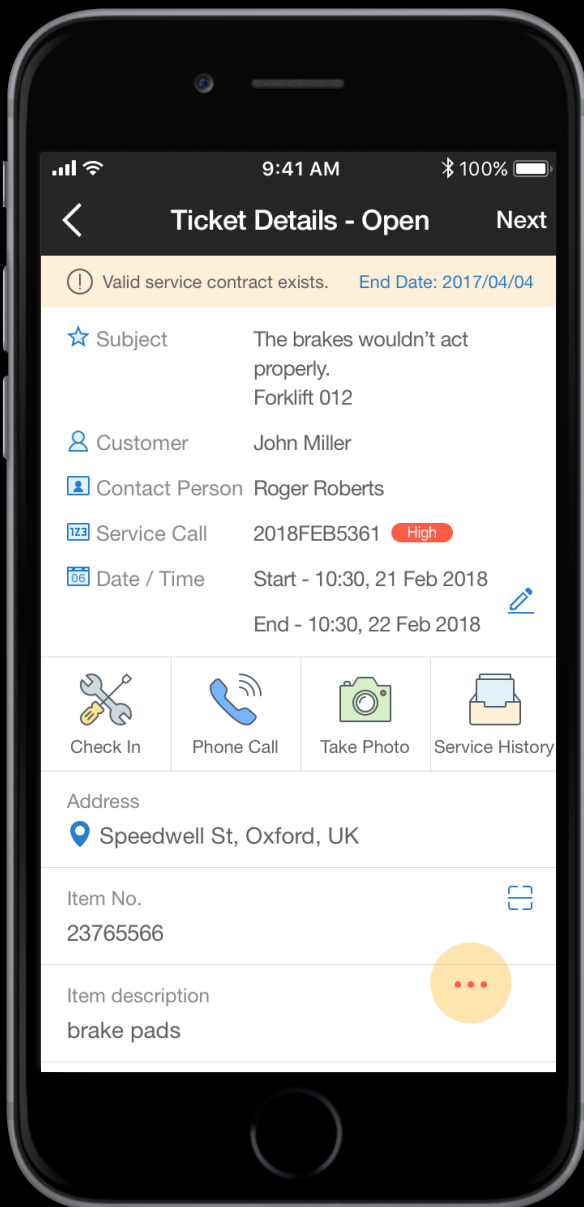 9:41 AM 100%
Ticket Details - Open Next
Valid service contract exists. End Date: 2017/04/04
Subject The brakes wouldn’t act
properly.
Forklift 012
Customer John Miller
Contact Person Roger Roberts
123 Service Call 2018FEB5361 High
06 Date / Time Start - 10:30, 21 Feb 2018
End - 10:30, 22 Feb 2018
Check In Phone Call Take Photo Service History
Address
Speedwell St, Oxford, UK
Item No.
23765566
Item description
brake pads